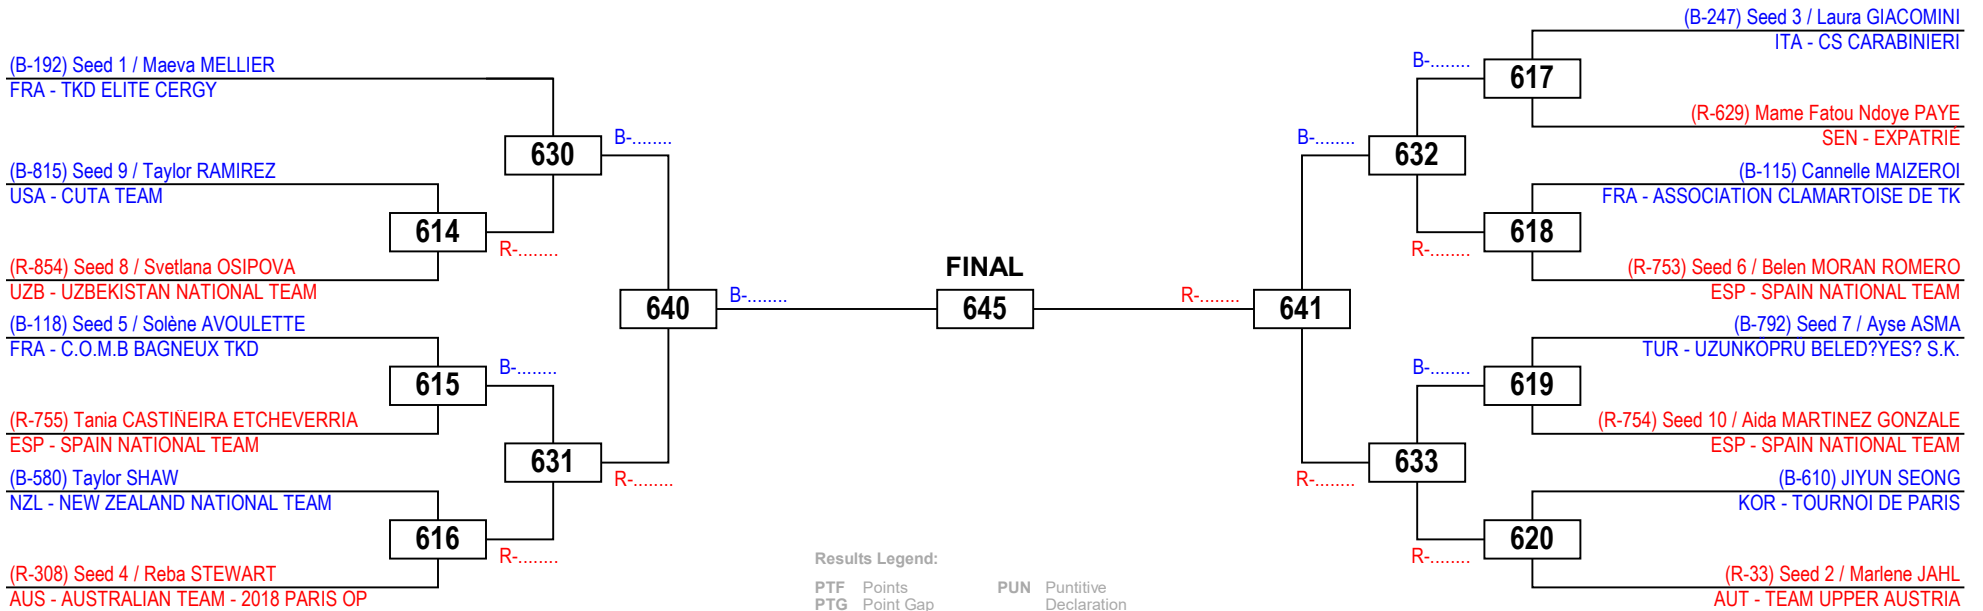 (B-192) Seed 1 / Maeva MELLIER
FRA - TKD ELITE CERGY
(B-815) Seed 9 / Taylor RAMIREZ
USA - CUTA TEAM
(R-854) Seed 8 / Svetlana OSIPOVA
UZB - UZBEKISTAN NATIONAL TEAM
(B-118) Seed 5 / Solène AVOULETTE
FRA - C.O.M.B BAGNEUX TKD
(R-755) Tania CASTIÑEIRA ETCHEVERRIA
ESP - SPAIN NATIONAL TEAM
(B-580) Taylor SHAW
NZL - NEW ZEALAND NATIONAL TEAM
(R-308) Seed 4 / Reba STEWART
AUS - AUSTRALIAN TEAM - 2018 PARIS OP
614
R-........
615
B-........
616
R-........
630
B-........
631
R-........
640
B-........
FINAL
645
R-........
641
B-........
632
R-........
633
B-........
617
R-........
618
B-........
619
R-........
620
(B-247) Seed 3 / Laura GIACOMINI
ITA - CS CARABINIERI
(R-629) Mame Fatou Ndoye PAYE
SEN - EXPATRIÉ
(B-115) Cannelle MAIZEROI
FRA - ASSOCIATION CLAMARTOISE DE TK
(R-753) Seed 6 / Belen MORAN ROMERO
ESP - SPAIN NATIONAL TEAM
(B-792) Seed 7 / Ayse ASMA
TUR - UZUNKOPRU BELED?YES? S.K.
(R-754) Seed 10 / Aida MARTINEZ GONZALE
ESP - SPAIN NATIONAL TEAM
(B-610) JIYUN SEONG
KOR - TOURNOI DE PARIS
(R-33) Seed 2 / Marlene JAHL
AUT - TEAM UPPER AUSTRIA
Results Legend:
PTF Points
PTG Point Gap
PUN Puntitive
Declaration